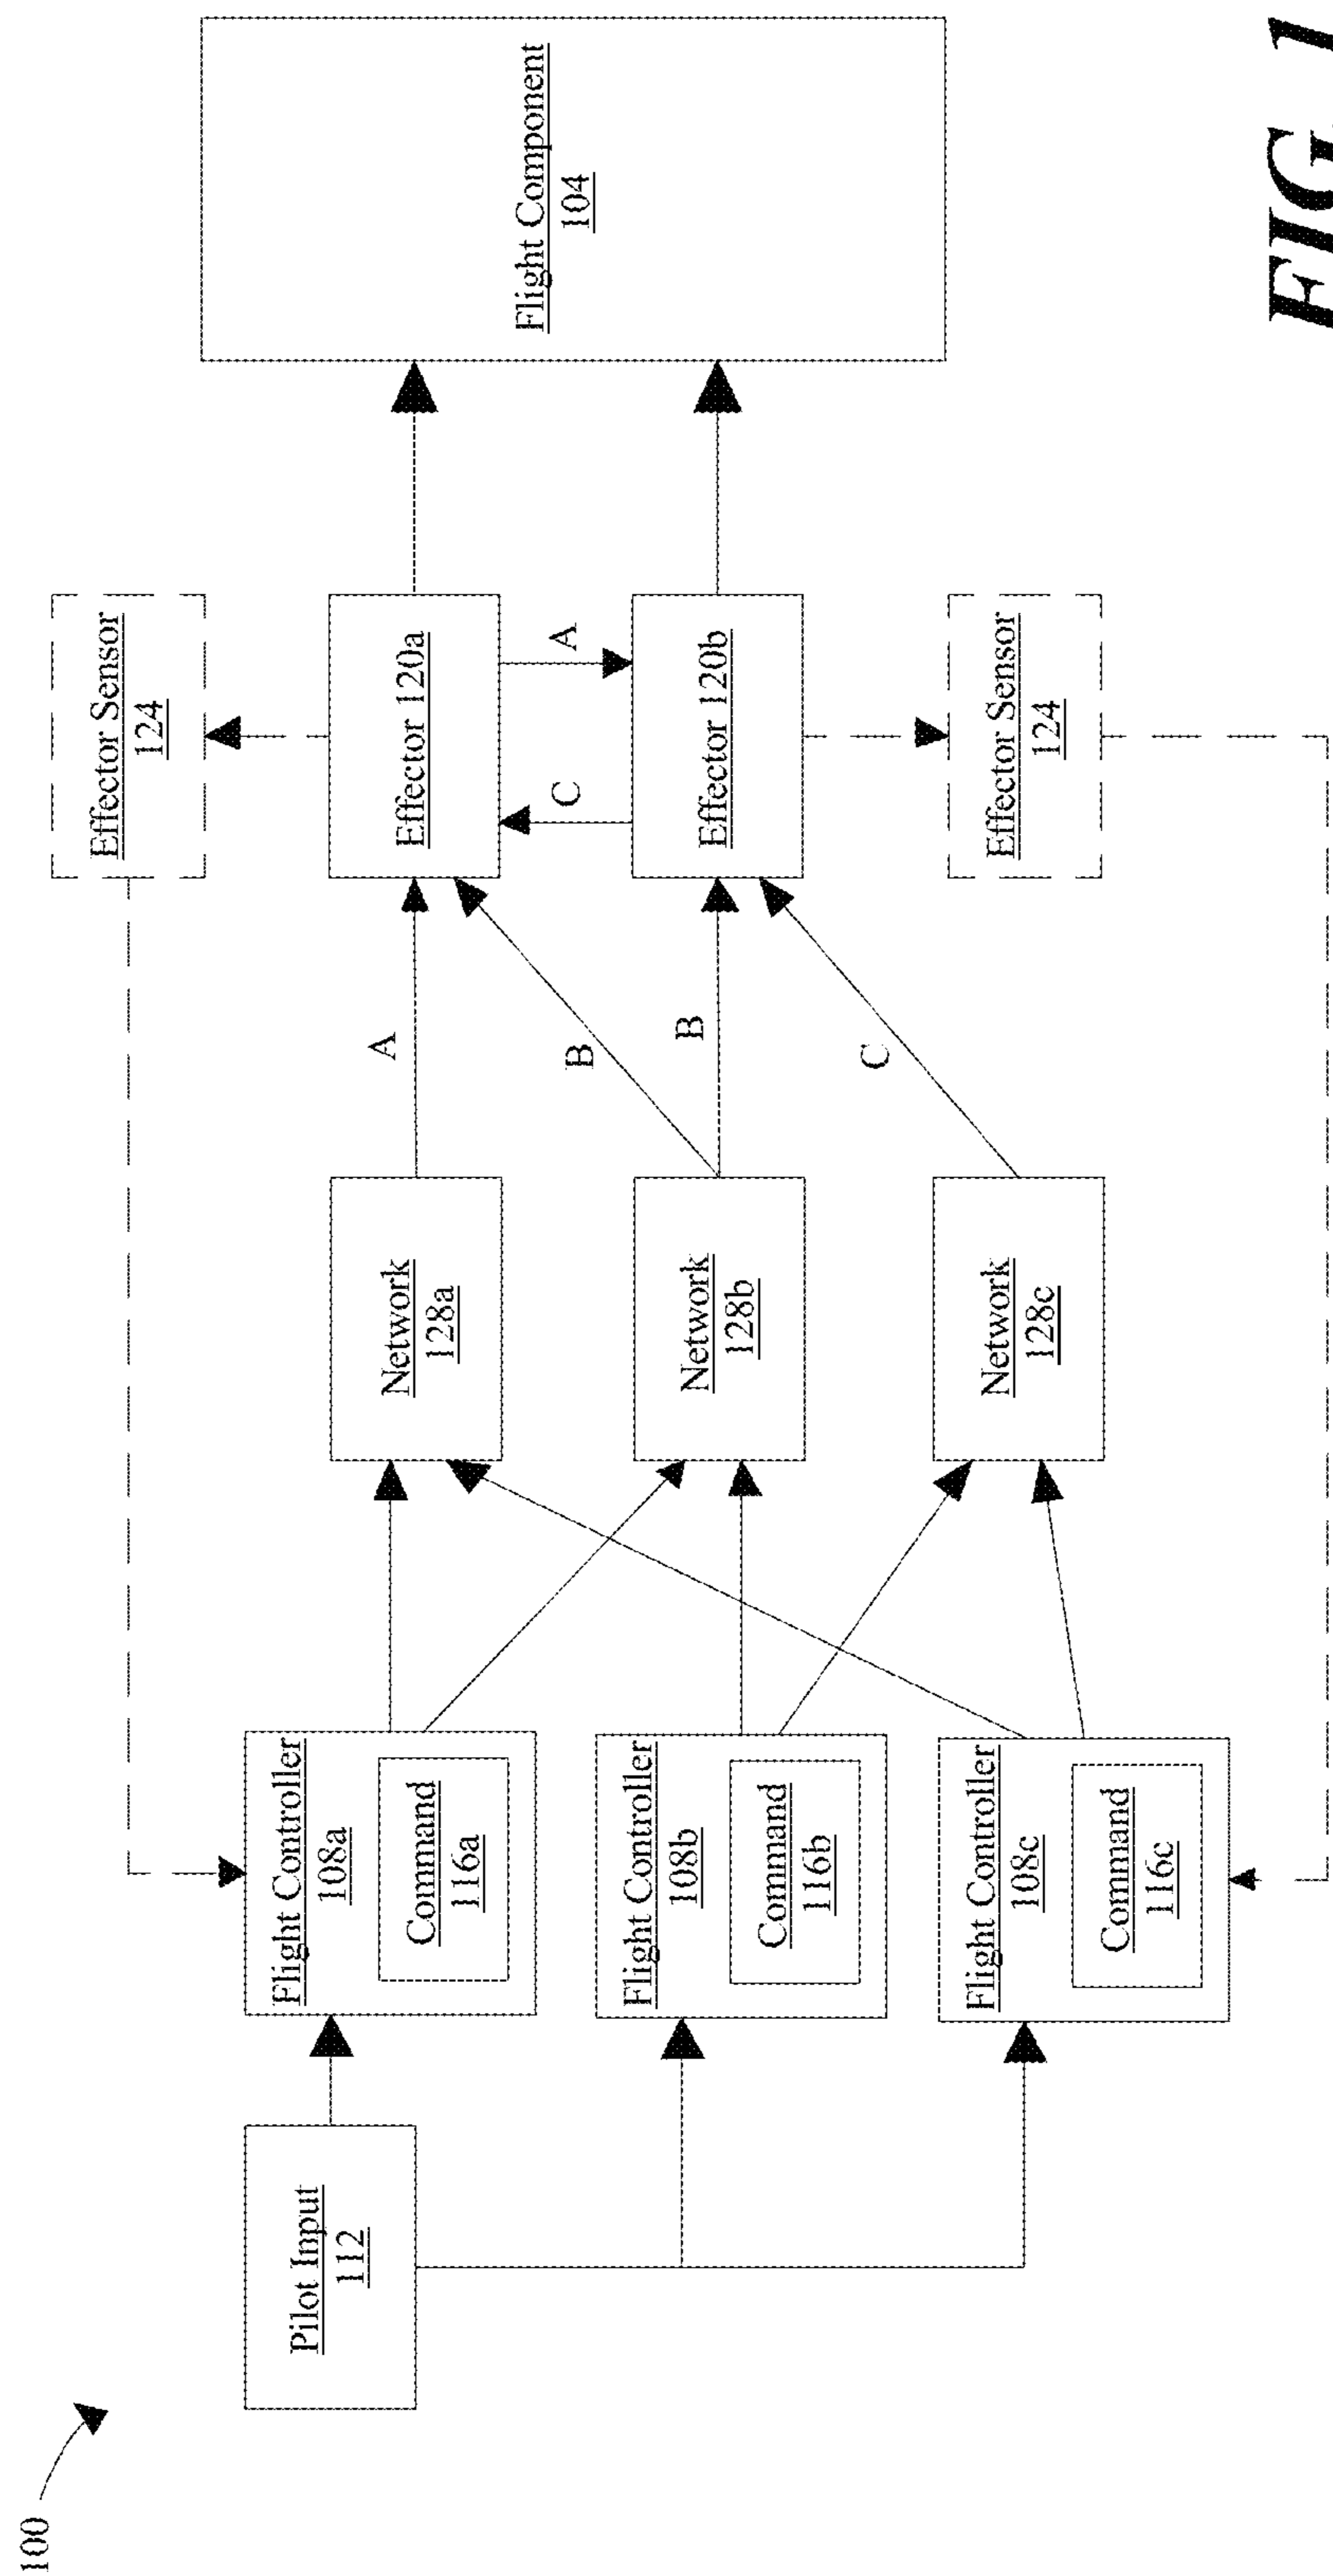 100
Pilot Input
112
Flight Controller
108a
Command
116a
Flight Controller
108b
Command
116b
Flight Controller
108c
Command
116c
Network
128a
Network
128b
Network
128c
A
B
B
C
Effector Sensor
124
Effector 120a
C
A
Effector 120b
Effector Sensor
124
Flight Component
104
FIG. 1